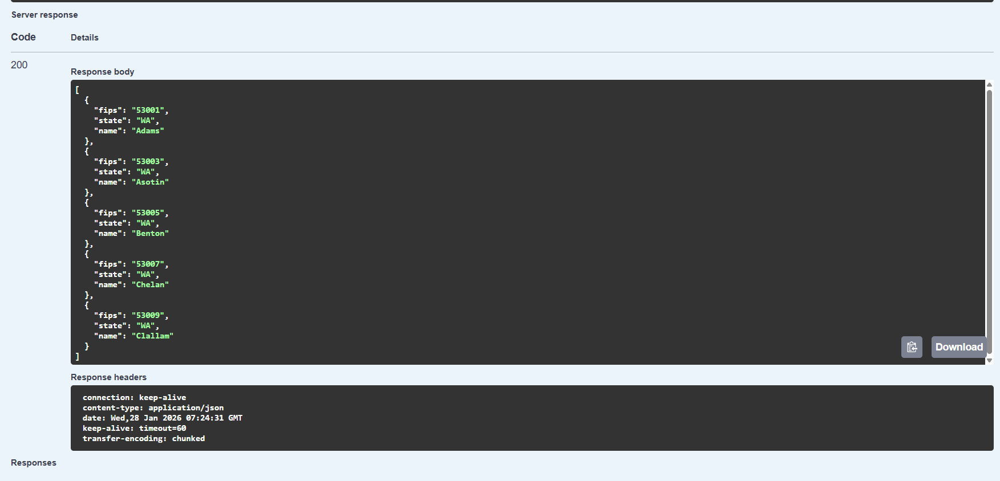 Server response
Code Details
200
Response body
[
  {
    "fips": "53001",
    "state": "WA",
    "name": "Adams"
  },
  {
    "fips": "53003",
    "state": "WA",
    "name": "Asotin"
  },
  {
    "fips": "53005",
    "state": "WA",
    "name": "Benton"
  },
  {
    "fips": "53007",
    "state": "WA",
    "name": "Chelan"
  },
  {
    "fips": "53009",
    "state": "WA",
    "name": "Clallam"
  }
]
Download
Response headers
connection: keep-alive
content-type: application/json
date: Wed,28 Jan 2026 07:24:31 GMT
keep-alive: timeout=60
transfer-encoding: chunked
Responses